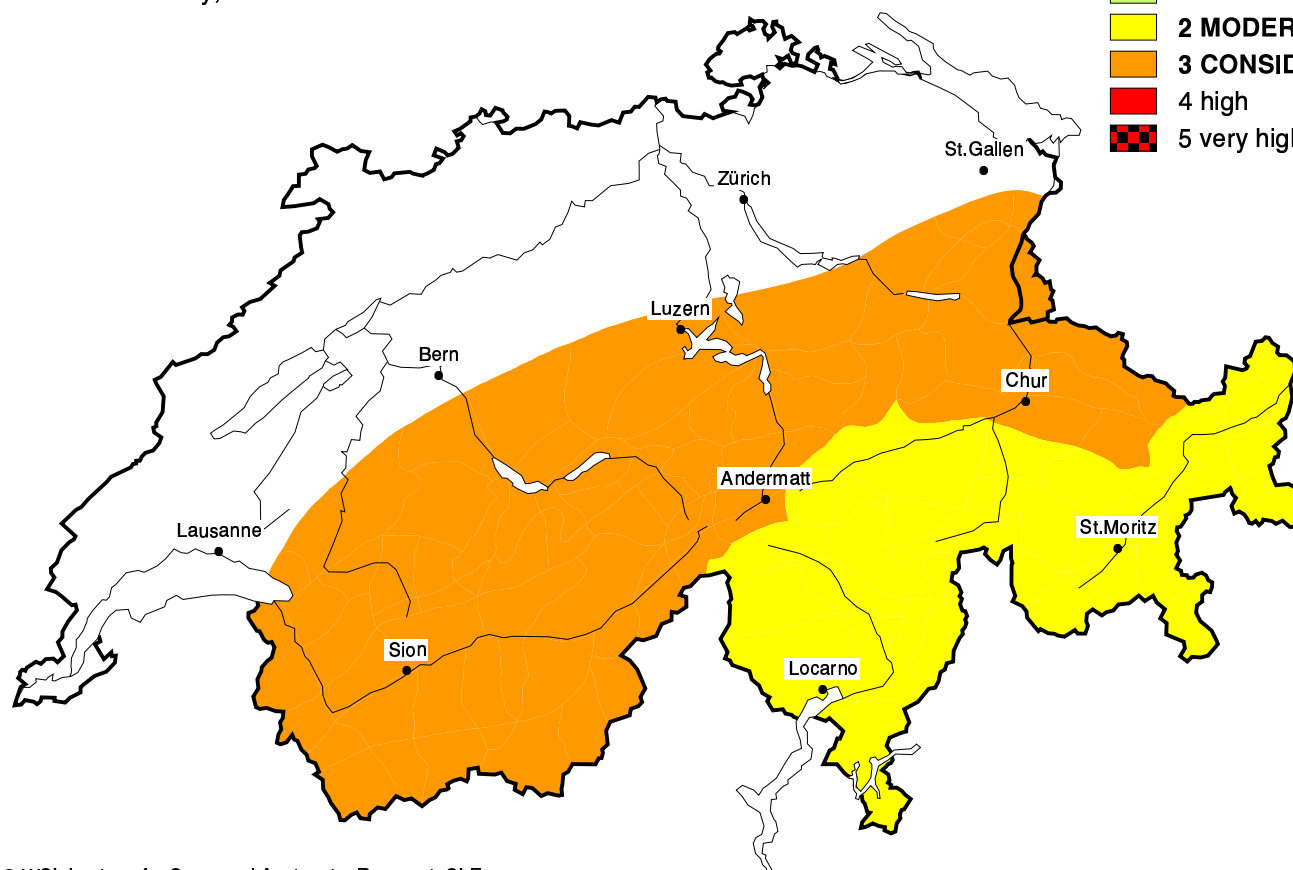 2 MODER
3 CONSID
4 high
5 very high
St.Gallen
Zürich
Luzern
Bern
Chur
Andermatt
Lausanne
St.Moritz
Sion
Locarno